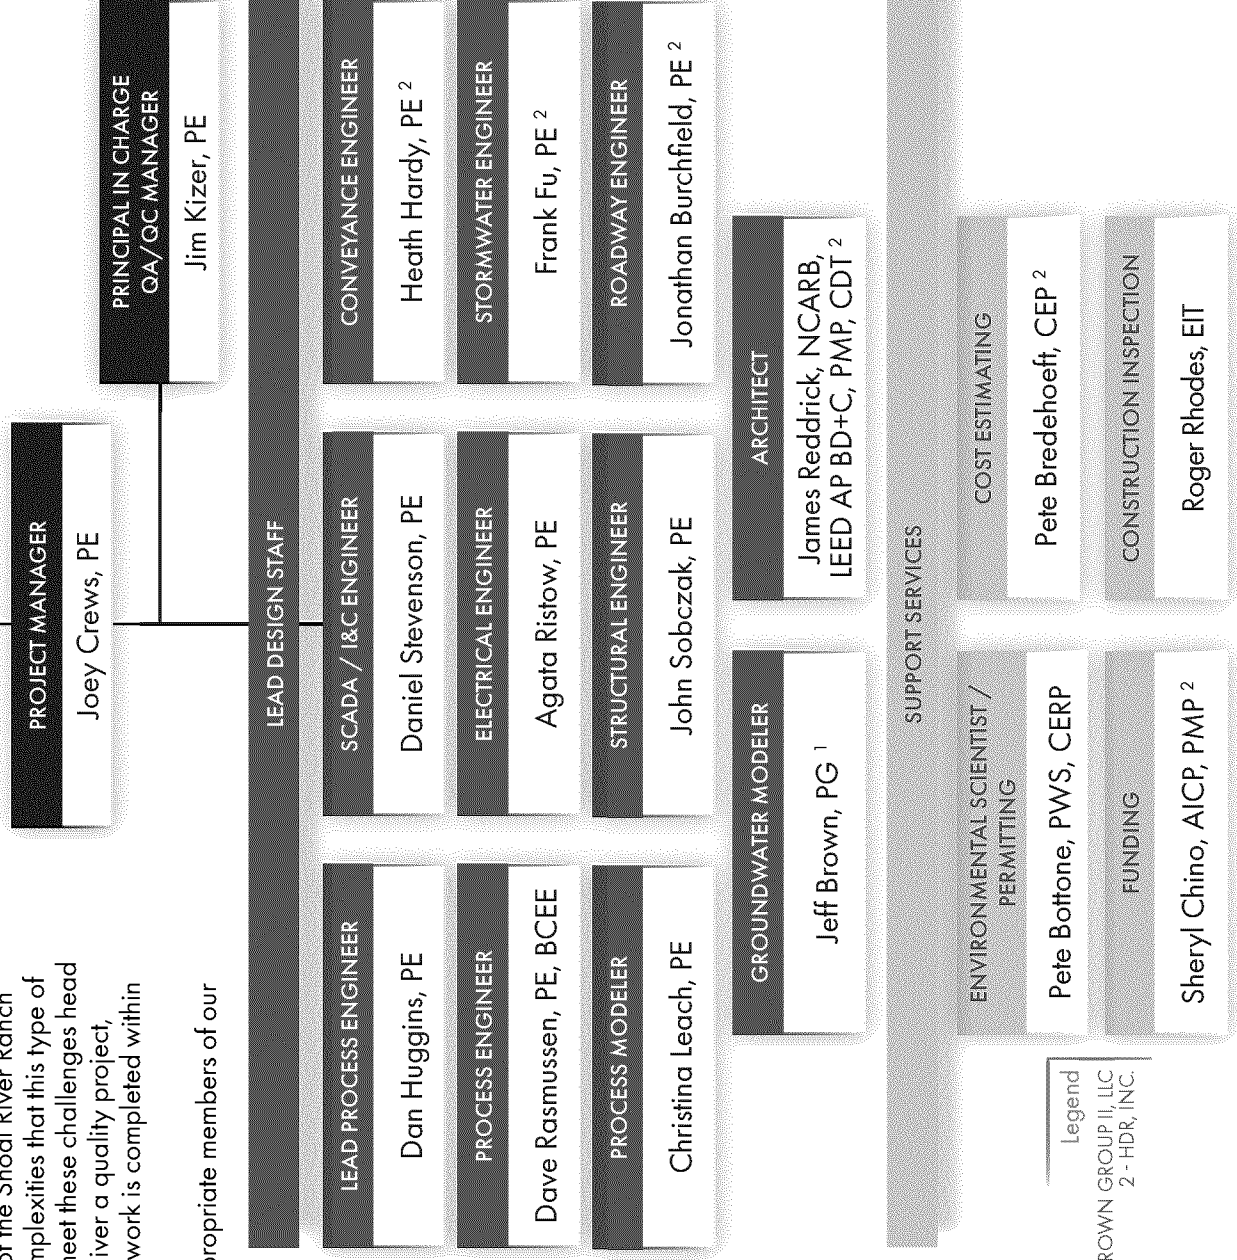 of the Shoal River Ranch
mplexities that this type of
neet these challenges head
iver a quality project,
work is completed within
propriate members of our
PROJECT MANAGER
Joey Crews, PE
PRINCIPAL IN CHARGE
QA/QC MANAGER
Jim Kizer, PE
LEAD DESIGN STAFF
LEAD PROCESS ENGINEER
Dan Huggins, PE
SCADA / I&C ENGINEER
Daniel Stevenson, PE
CONVEYANCE ENGINEER
Heath Hardy, PE 2
PROCESS ENGINEER
Dave Rasmussen, PE, BCEE
ELECTRICAL ENGINEER
Agata Ristow, PE
STORMWATER ENGINEER
Frank Fu, PE 2
PROCESS MODELER
Christina Leach, PE
STRUCTURAL ENGINEER
John Sobczak, PE
ROADWAY ENGINEER
Jonathan Burchfield, PE 2
GROUNDWATER MODELER
Jeff Brown, PG 1
ARCHITECT
James Reddrick, NCARB,
LEED AP BD+C, PMP, CDT 2
SUPPORT SERVICES
ENVIRONMENTAL SCIENTIST /
PERMITTING
Pete Bottone, PWS, CERP
COST ESTIMATING
Pete Bredehoeft, CEP 2
FUNDING
Sheryl Chino, AICP, PMP 2
CONSTRUCTION INSPECTION
Roger Rhodes, EIT
Legend
ROWN GROUP II, LLC
2 - HDR, INC.